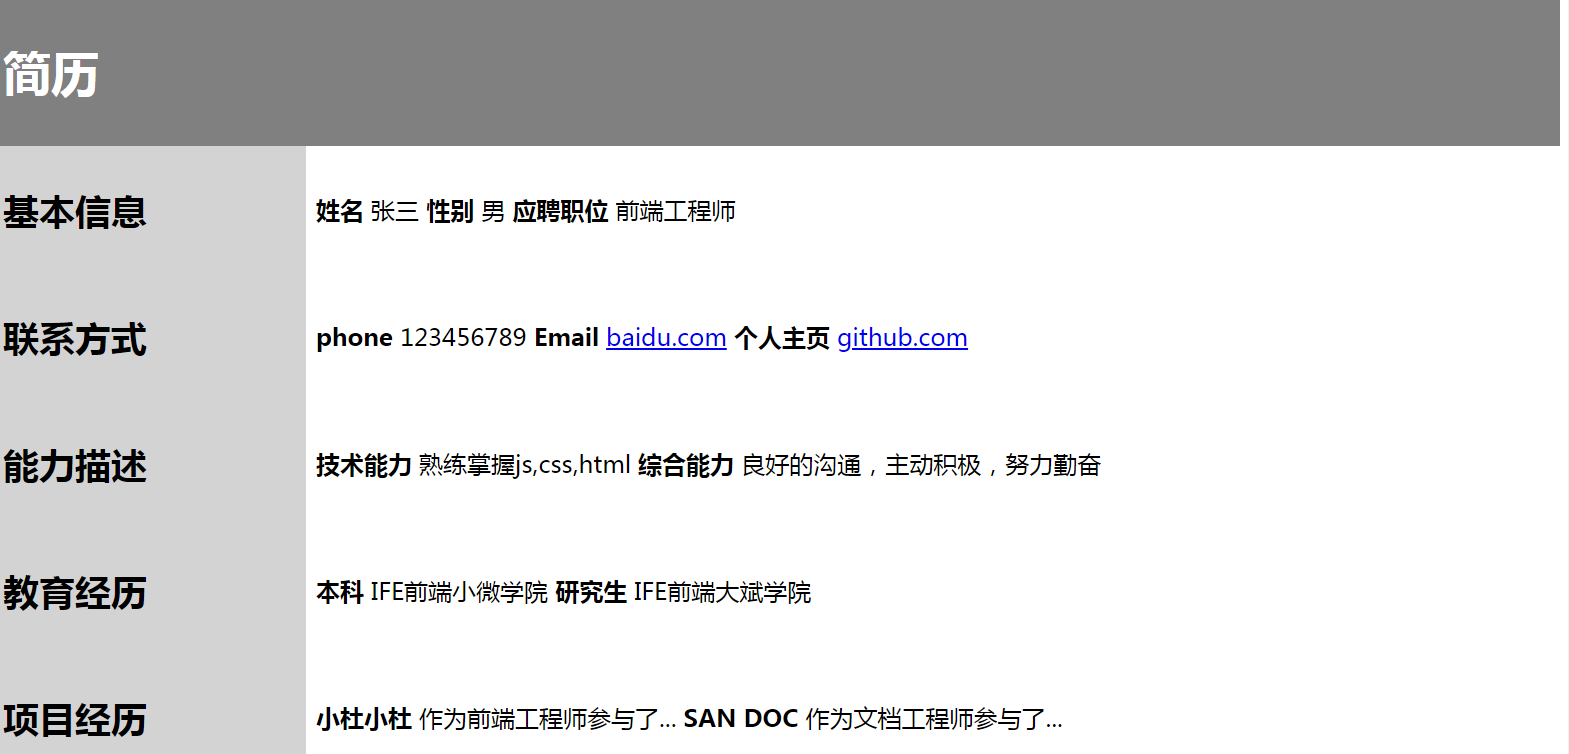 简历
基本信息
姓名 张三 性别 男 应聘职位 前端工程师
联系方式
phone 123456789 Email baidu.com 个人主页 github.com
能力描述
技术能力 熟练掌握js,css,html 综合能力 良好的沟通，主动积极，努力勤奋
教育经历
本科 IFE前端小微学院 研究生 IFE前端大斌学院
项目经历
小杜小杜 作为前端工程师参与了... SAN DOC 作为文档工程师参与了...